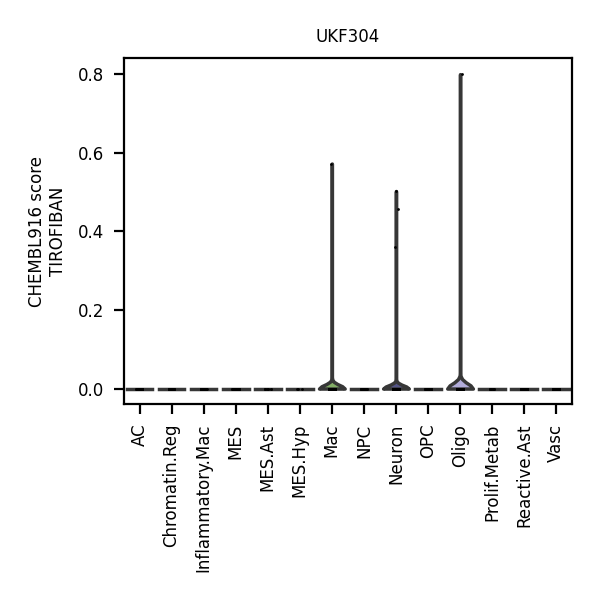 UKF304
CHEMBL916 score
TIROFIBAN
0.8
0.6
0.4
0.2
0.0
AC
Chromatin.Reg
Inflammatory.Mac
MES
MES.Ast
MES.Hyp
Mac
NPC
Neuron
OPC
Oligo
Prolif.Metab
Reactive.Ast
Vasc